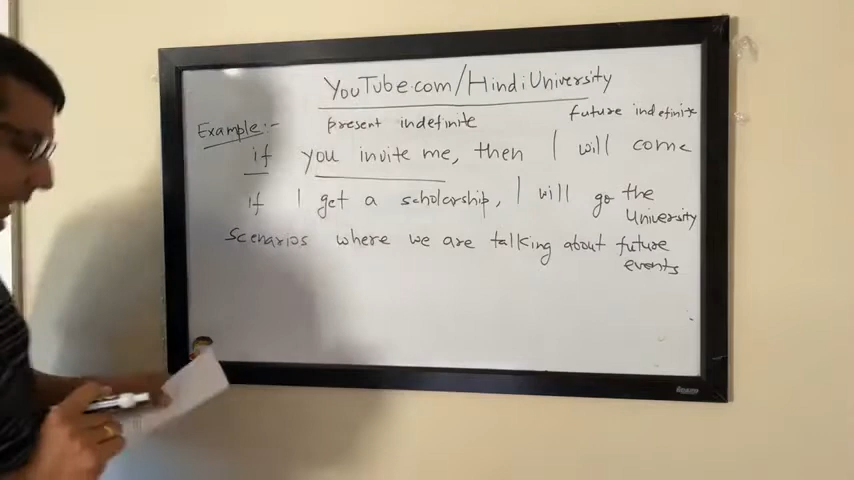 YouTube.com/HindiUniversity
Example:-
present indefinite
future indefinite
if you invite me, then I will come
if I get a scholarship, I will go the
University
Scenarios where we are talking about future
events